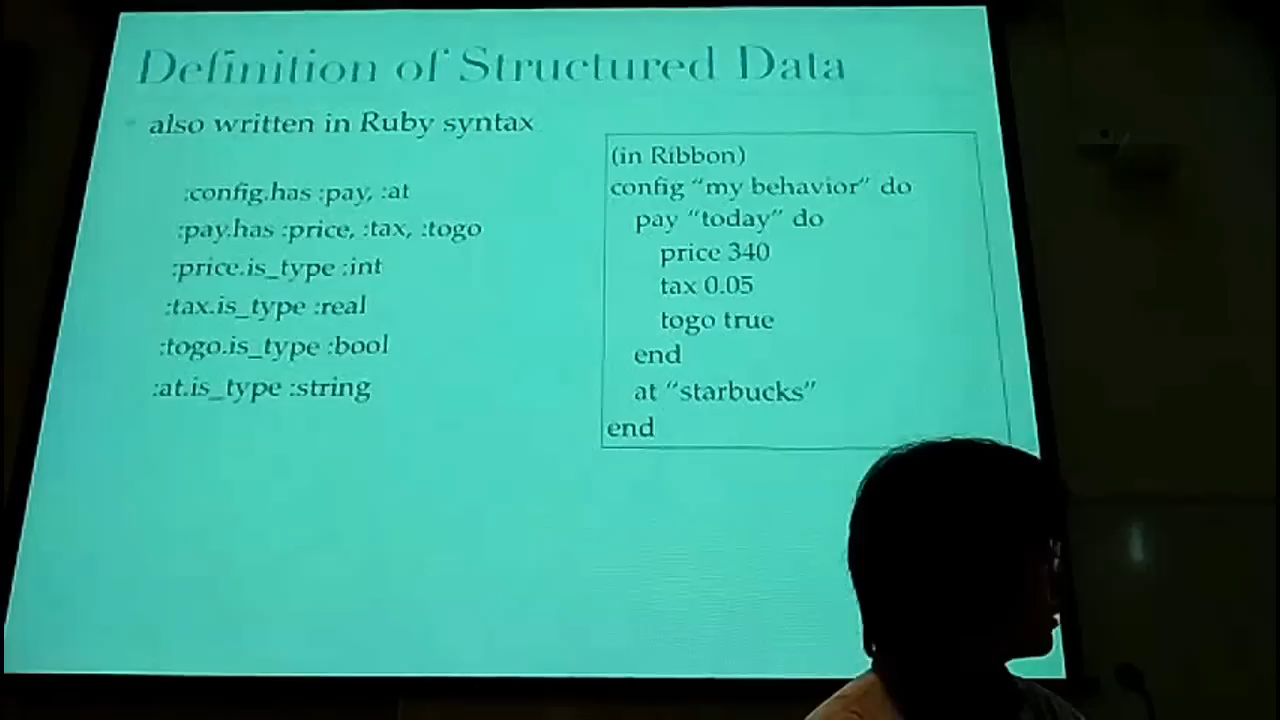 Definition of Structured Data
also written in Ruby syntax
:config.has :pay, :at
:pay.has :price, :tax, :togo
:price.is_type :int
:tax.is_type :real
:togo.is_type :bool
:at.is_type :string
(in Ribbon)
config “my behavior” do
pay “today” do
price 340
tax 0.05
togo true
end
at “starbucks”
end